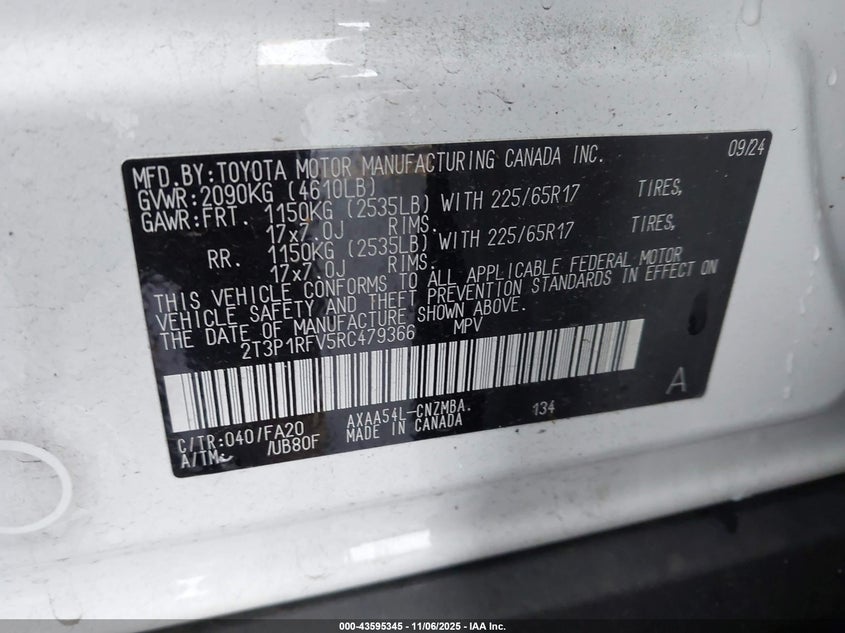 MFD.BY:TOYOTA MOTOR MANUFACTURING CANADA INC. 09/24
GVWR:2090KG (4610LB)
GAWR:FRT. 1150KG (2535LB) WITH 225/65R17 TIRES,
17x7.0J RIMS.
RR. 1150KG (2535LB) WITH 225/65R17 TIRES,
17x7.0J RIMS.
THIS VEHICLE CONFORMS TO ALL APPLICABLE FEDERAL MOTOR
VEHICLE SAFETY AND THEFT PREVENTION STANDARDS IN EFFECT ON
THE DATE OF MANUFACTURE SHOWN ABOVE.
2T3P1RFV5RC479366 MPV
A
C/TR:040/FA20 AXAA54L-CNZMBA. 134
A/TM: /UB80F MADE IN CANADA
000-43595345 - 11/06/2025 - IAA Inc.